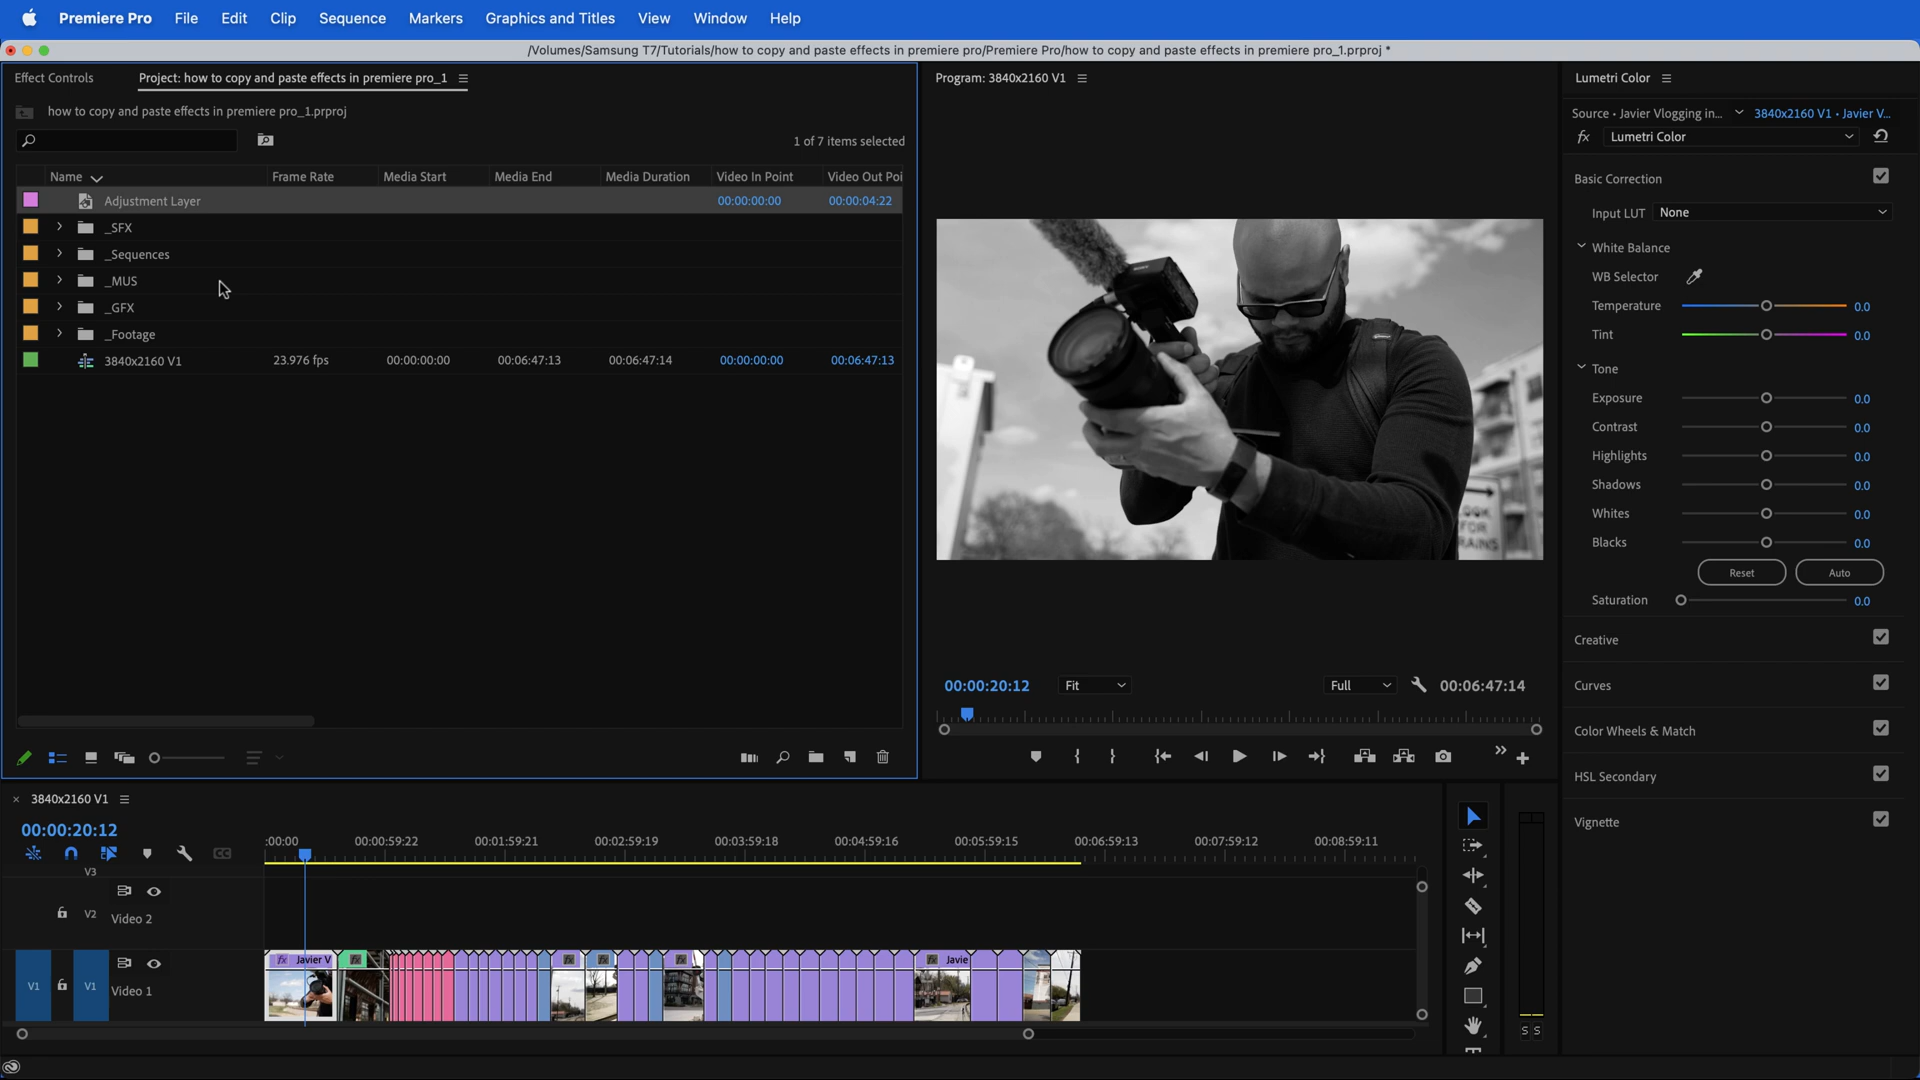 Premiere Pro File Edit Clip Sequence Markers Graphics and Titles View Window Help
/Volumes/Samsung T7/Tutorials/how to copy and paste effects in premiere pro/Premiere Pro/how to copy and paste effects in premiere pro_1.prproj *
Effect Controls Project: how to copy and paste effects in premiere pro_1
how to copy and paste effects in premiere pro_1.prproj
1 of 7 items selected
Name Frame Rate Media Start Media End Media Duration Video In Point Video Out Poi
Adjustment Layer 00:00:00:00 00:00:04:22
_SFX
_Sequences
_MUS
_GFX
_Footage
3840x2160 V1 23.976 fps 00:00:00:00 00:06:47:13 00:06:47:14 00:00:00:00 00:06:47:13
Program: 3840x2160 V1
00:00:20:12 Fit Full 00:06:47:14
Lumetri Color
Source • Javier Vlogging in... 3840x2160 V1 • Javier V...
fx Lumetri Color
Basic Correction
Input LUT None
White Balance
WB Selector
Temperature 0.0
Tint 0.0
Tone
Exposure 0.0
Contrast 0.0
Highlights 0.0
Shadows 0.0
Whites 0.0
Blacks 0.0
Reset Auto
Saturation 0.0
Creative
Curves
Color Wheels & Match
HSL Secondary
Vignette
× 3840x2160 V1
00:00:20:12
:00:00 00:00:59:22 00:01:59:21 00:02:59:19 00:03:59:18 00:04:59:16 00:05:59:15 00:06:59:13 00:07:59:12 00:08:59:11
CC
V3
V2 Video 2
fx Javier V fx fx fx fx fx Javie
V1 V1 Video 1
S S